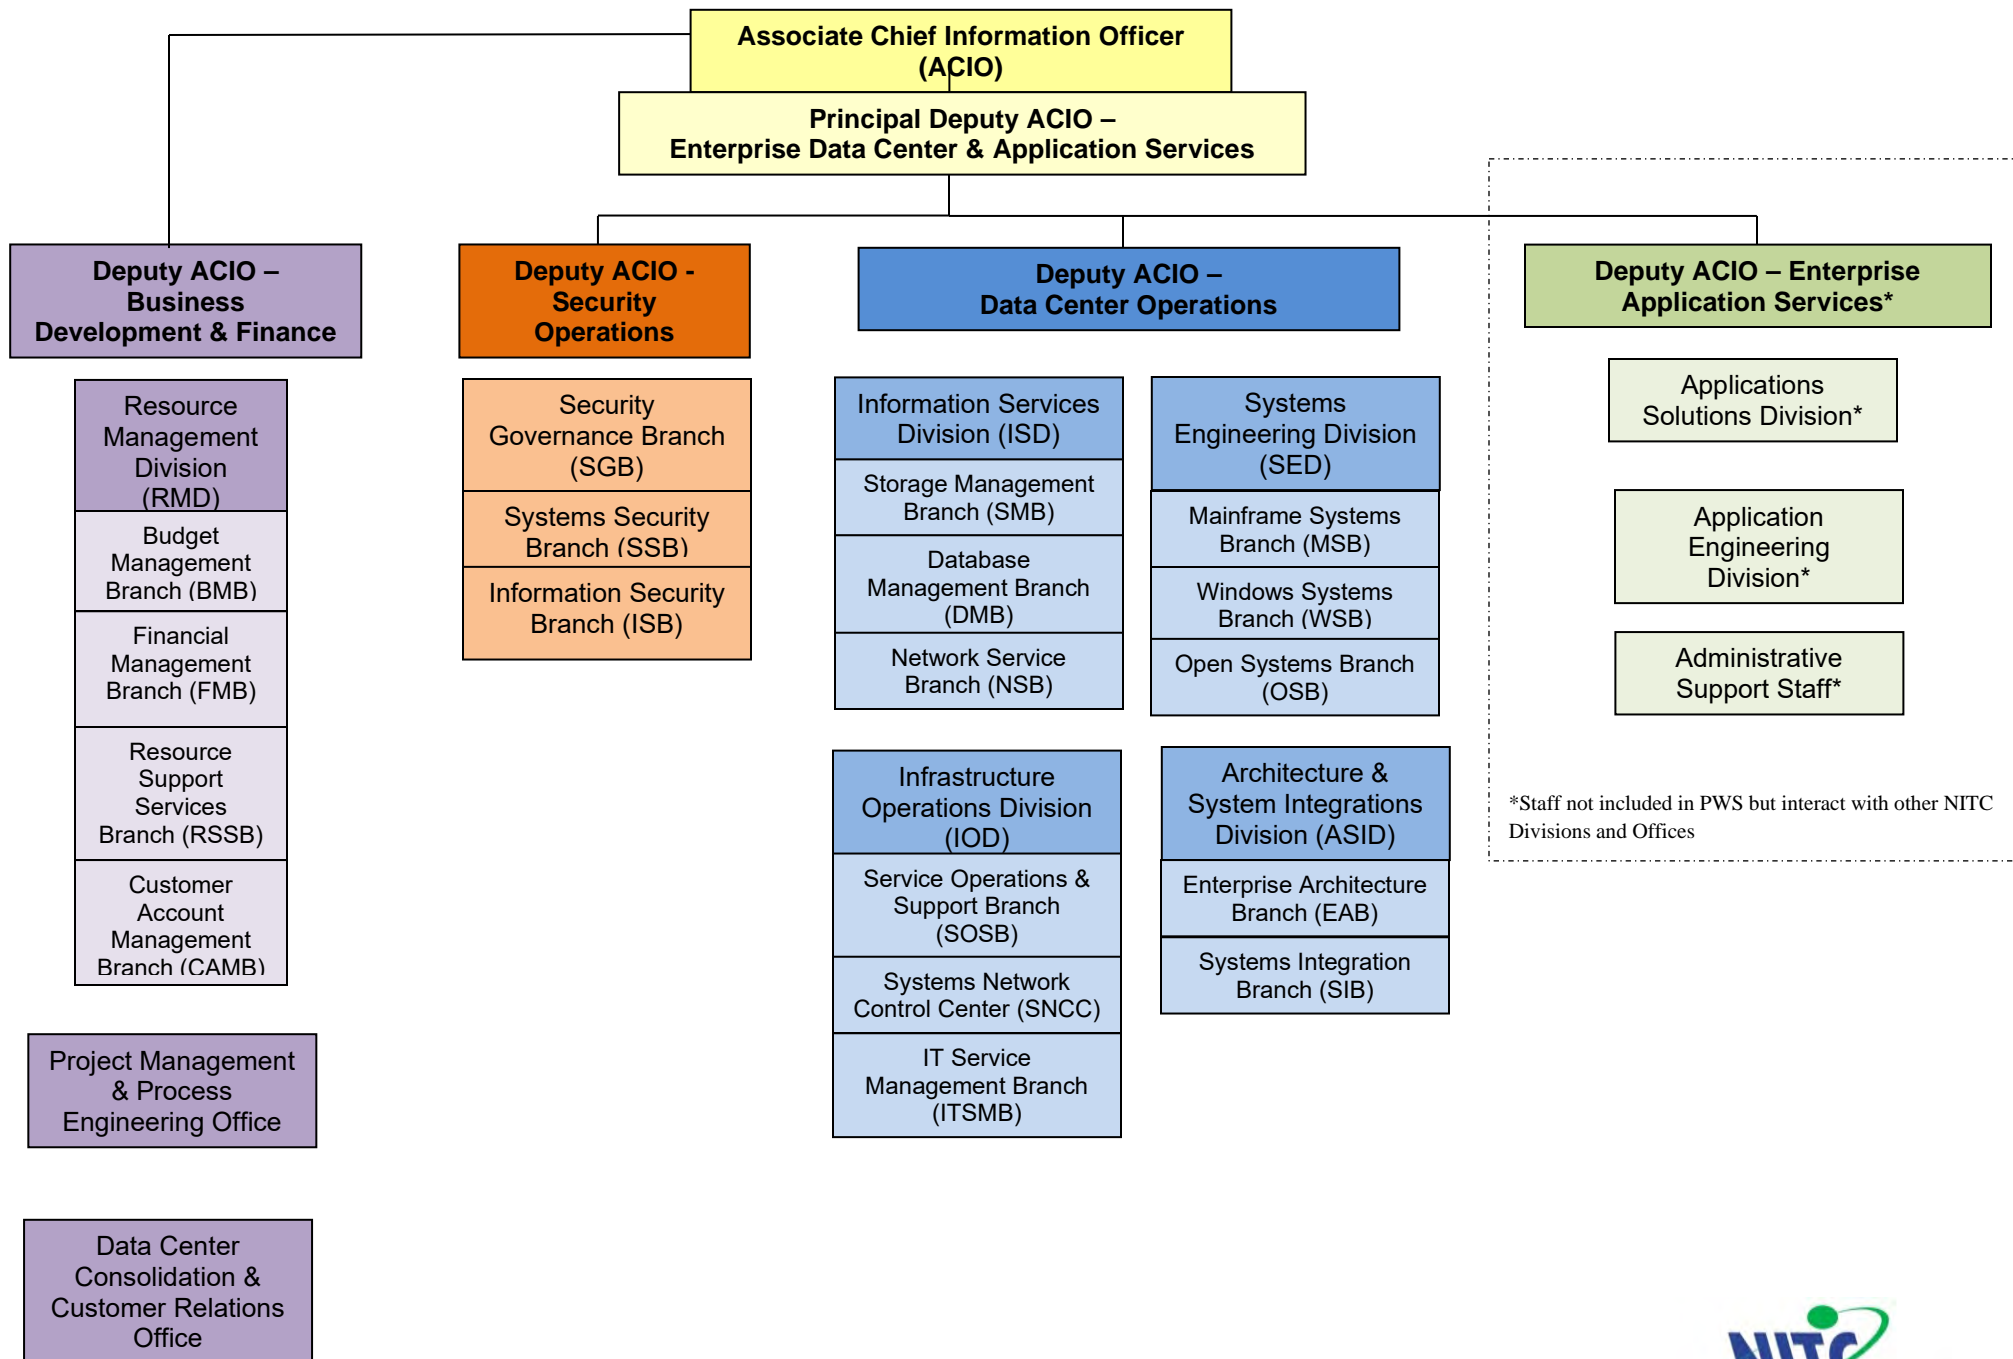 Associate Chief Information Officer
(ACIO)
Principal Deputy ACIO –
Enterprise Data Center & Application Services
Deputy ACIO –
Business
Development & Finance
Resource
Management
Division
(RMD)
Budget
Management
Branch (BMB)
Financial
Management
Branch (FMB)
Resource
Support
Services
Branch (RSSB)
Customer
Account
Management
Branch (CAMB)
Project Management
& Process
Engineering Office
Data Center
Consolidation &
Customer Relations
Office
Deputy ACIO -
Security
Operations
Security
Governance Branch
(SGB)
Systems Security
Branch (SSB)
Information Security
Branch (ISB)
Deputy ACIO –
Data Center Operations
Information Services
Division (ISD)
Storage Management
Branch (SMB)
Database
Management Branch
(DMB)
Network Service
Branch (NSB)
Systems
Engineering Division
(SED)
Mainframe Systems
Branch (MSB)
Windows Systems
Branch (WSB)
Open Systems Branch
(OSB)
Infrastructure
Operations Division
(IOD)
Service Operations &
Support Branch
(SOSB)
Systems Network
Control Center (SNCC)
IT Service
Management Branch
(ITSMB)
Architecture &
System Integrations
Division (ASID)
Enterprise Architecture
Branch (EAB)
Systems Integration
Branch (SIB)
Deputy ACIO – Enterprise
Application Services*
Applications
Solutions Division*
Application
Engineering
Division*
Administrative
Support Staff*
*Staff not included in PWS but interact with other NITC
Divisions and Offices
NITC